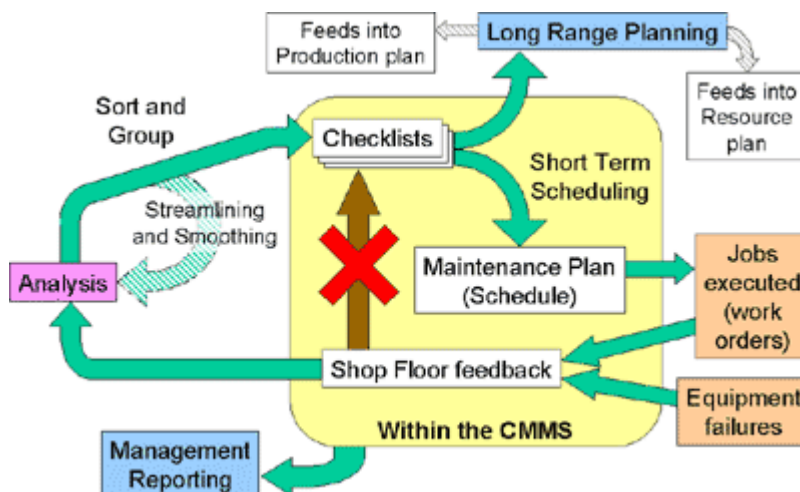 Feeds into
Production plan
Long Range Planning
Feeds into
Resource
plan
Sort and
Group
Checklists
Short Term
Scheduling
Streamlining
and Smoothing
Analysis
Maintenance Plan
(Schedule)
Jobs
executed
(work
orders)
Shop Floor feedback
Equipment
failures
Within the CMMS
Management
Reporting